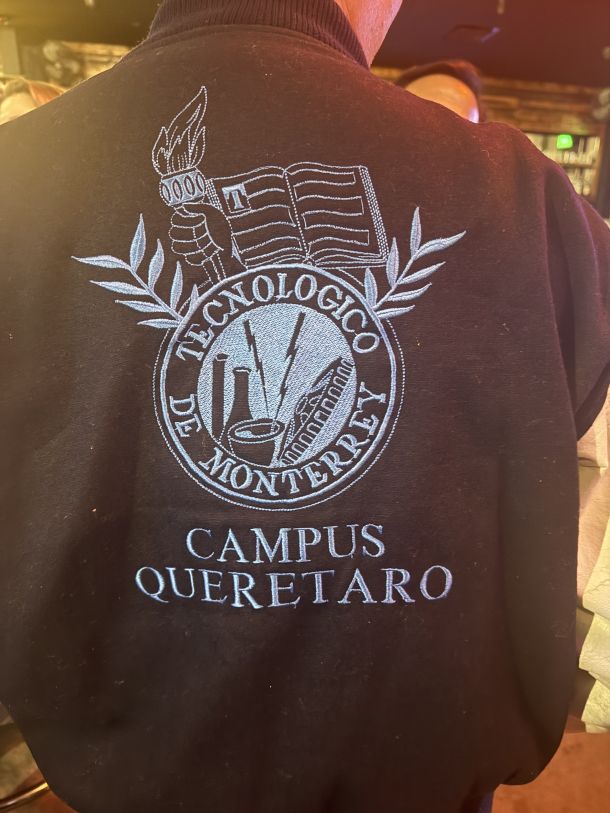 T
TECNOLOGICO
DE MONTERREY
CAMPUS
QUERETARO